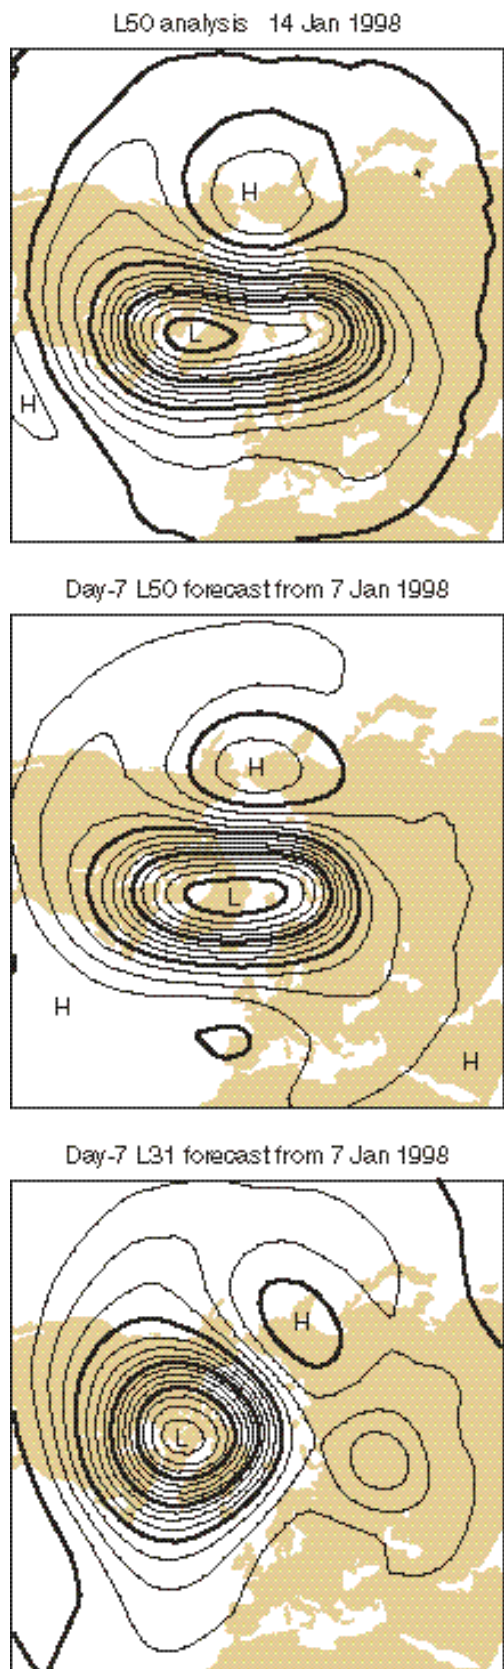 L50 analysis 14 Jan 1998
H
L
H
Day-7 L50 forecast from 7 Jan 1998
H
L
H
H
Day-7 L31 forecast from 7 Jan 1998
H
L